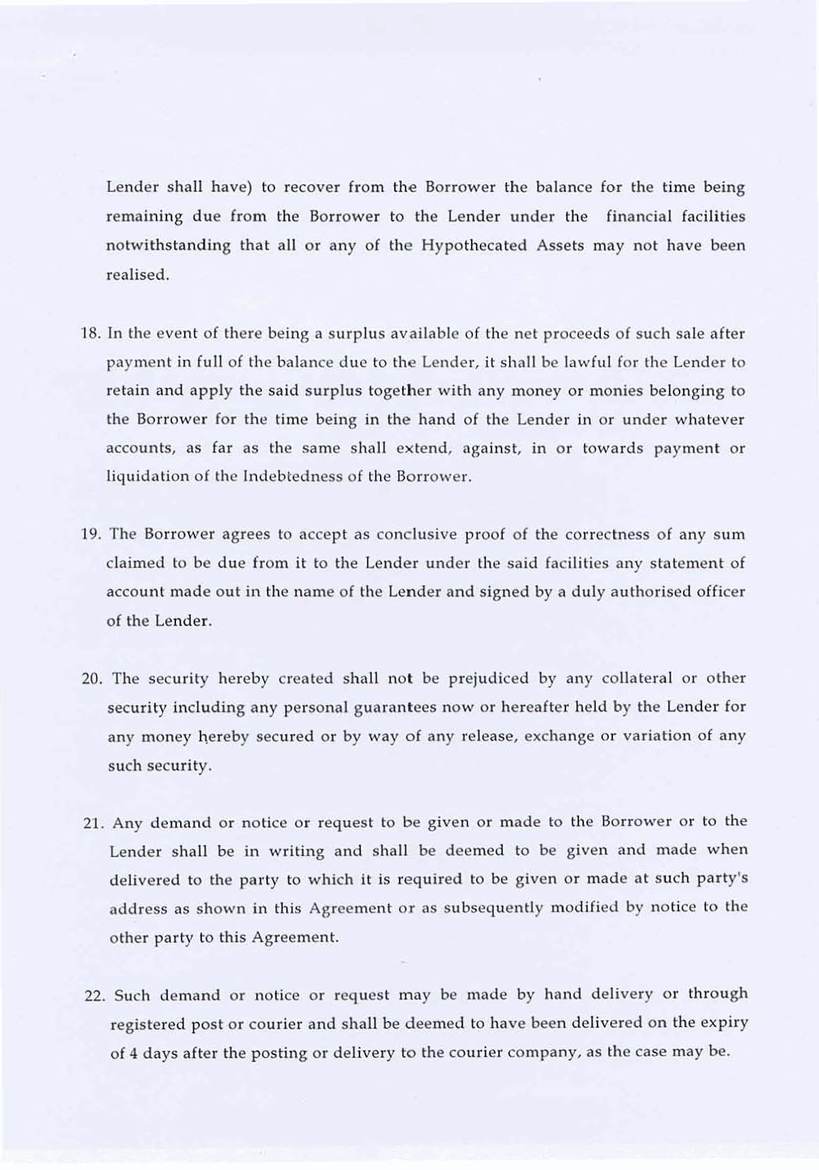 Lender shall have) to recover from the Borrower the balance for the time being
remaining due from the Borrower to the Lender under the financial facilities
notwithstanding that all or any of the Hypothecated Assets may not have been
realised.
18. In the event of there being a surplus available of the net proceeds of such sale after
payment in full of the balance due to the Lender, it shall be lawful for the Lender to
retain and apply the said surplus together with any money or monies belonging to
the Borrower for the time being in the hand of the Lender in or under whatever
accounts, as far as the same shall extend, against, in or towards payment or
liquidation of the Indebtedness of the Borrower.
19. The Borrower agrees to accept as conclusive proof of the correctness of any sum
claimed to be due from it to the Lender under the said facilities any statement of
account made out in the name of the Lender and signed by a duly authorised officer
of the Lender.
20. The security hereby created shall not be prejudiced by any collateral or other
security including any personal guarantees now or hereafter held by the Lender for
any money hereby secured or by way of any release, exchange or variation of any
such security.
21. Any demand or notice or request to be given or made to the Borrower or to the
Lender shall be in writing and shall be deemed to be given and made when
delivered to the party to which it is required to be given or made at such party's
address as shown in this Agreement or as subsequently modified by notice to the
other party to this Agreement.
22. Such demand or notice or request may be made by hand delivery or through
registered post or courier and shall be deemed to have been delivered on the expiry
of 4 days after the posting or delivery to the courier company, as the case may be.